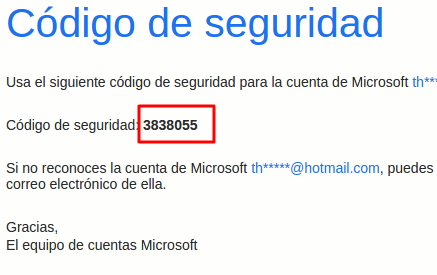 Código de seguridad
Usa el siguiente código de seguridad para la cuenta de Microsoft th**
Código de seguridad: 3838055
Si no reconoces la cuenta de Microsoft th*****@hotmail.com, puedes
correo electrónico de ella.
Gracias,
El equipo de cuentas Microsoft